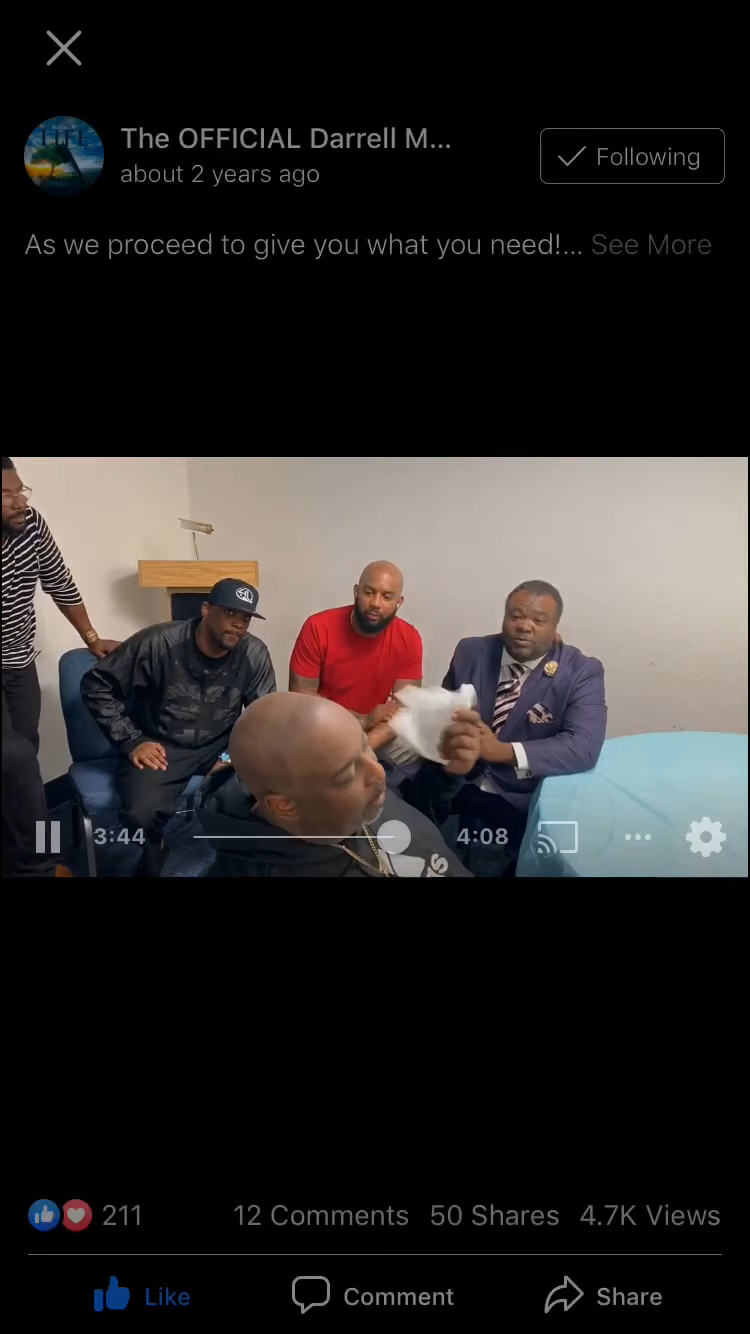 LIFE
The OFFICIAL Darrell M...
about 2 years ago
Following
As we proceed to give you what you need!... See More
3:44
4:08
211
12 Comments
50 Shares
4.7K Views
Like
Comment
Share